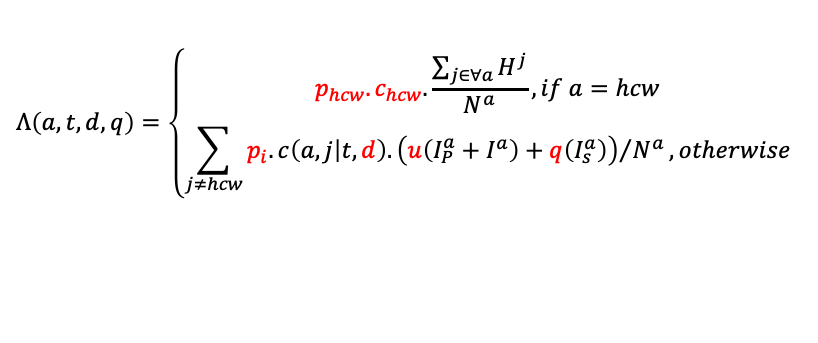 Λ(a, t, d, q) = { p_hcw. c_hcw. (∑_{j∈∀a} H^j)/(N^a) , if a = hcw
∑_{j≠hcw} p_i. c(a, j|t, d). (u(I_P^a + I^a) + q(I_s^a))/N^a , otherwise